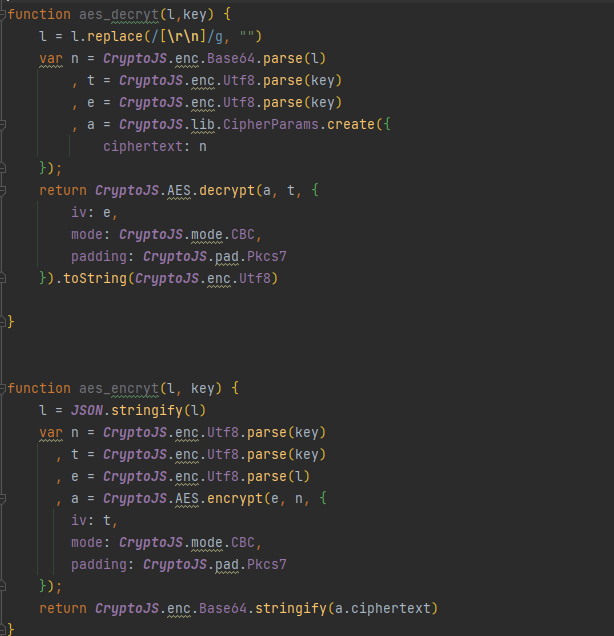 function aes_decryt(l,key) {
    l = l.replace(/[\r\n]/g, "")
    var n = CryptoJS.enc.Base64.parse(l)
        , t = CryptoJS.enc.Utf8.parse(key)
        , e = CryptoJS.enc.Utf8.parse(key)
        , a = CryptoJS.lib.CipherParams.create({
            ciphertext: n
    });
    return CryptoJS.AES.decrypt(a, t, {
        iv: e,
        mode: CryptoJS.mode.CBC,
        padding: CryptoJS.pad.Pkcs7
    }).toString(CryptoJS.enc.Utf8)
}
function aes_encryt(l, key) {
    l = JSON.stringify(l)
    var n = CryptoJS.enc.Utf8.parse(key)
      , t = CryptoJS.enc.Utf8.parse(key)
      , e = CryptoJS.enc.Utf8.parse(l)
      , a = CryptoJS.AES.encrypt(e, n, {
        iv: t,
        mode: CryptoJS.mode.CBC,
        padding: CryptoJS.pad.Pkcs7
    });
    return CryptoJS.enc.Base64.stringify(a.ciphertext)
}